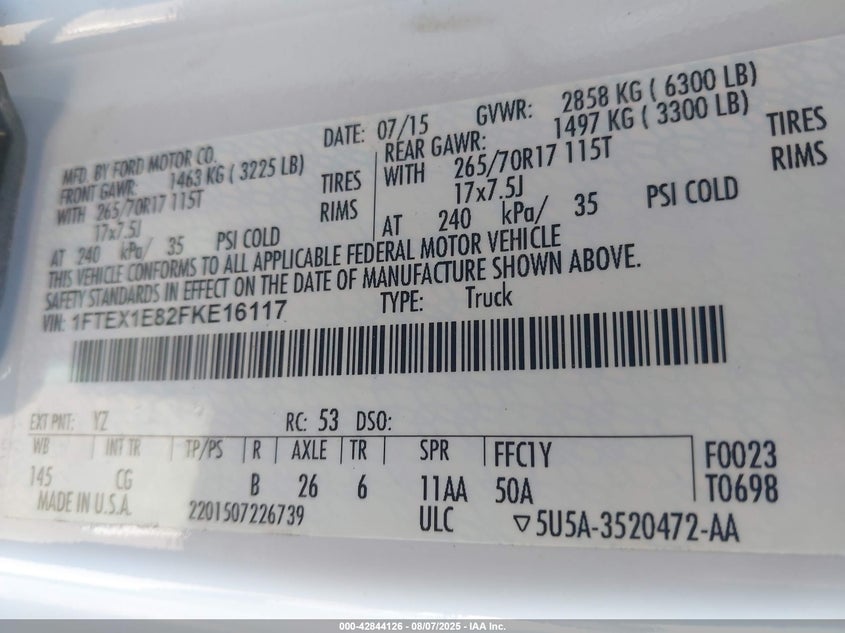 MFD. BY FORD MOTOR CO.
DATE: 07/15 GVWR: 2858 KG ( 6300 LB)
FRONT GAWR: 1463 KG ( 3225 LB)
REAR GAWR: 1497 KG ( 3300 LB)
WITH 265/70R17 115T TIRES
WITH 265/70R17 115T TIRES
17x7.5J RIMS
17x7.5J RIMS
AT 240 kPa/ 35 PSI COLD
AT 240 kPa/ 35 PSI COLD
THIS VEHICLE CONFORMS TO ALL APPLICABLE FEDERAL MOTOR VEHICLE
SAFETY STANDARDS IN EFFECT ON THE DATE OF MANUFACTURE SHOWN ABOVE.
VIN: 1FTEX1E82FKE16117 TYPE: Truck
EXT PNT: YZ RC: 53 DSO:
WB INT TR TP/PS R AXLE TR SPR FFC1Y F0023
145 CG B 26 6 11AA 50A T0698
MADE IN U.S.A. 2201507226739 ULC ▽5U5A-3520472-AA
000-42844126 - 08/07/2025 - IAA Inc.